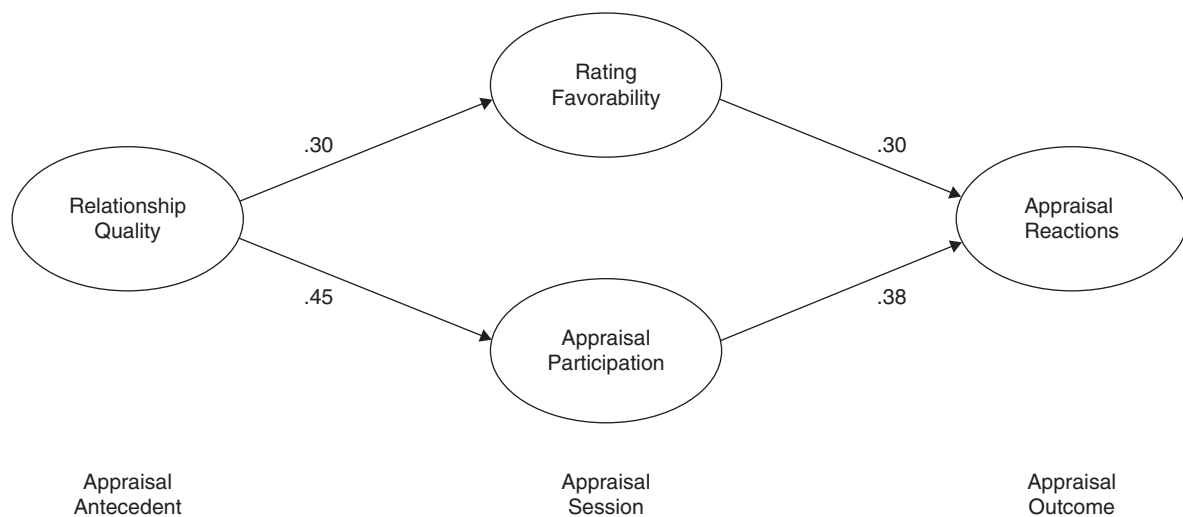 Rating
Favorability
.30
.30
Relationship
Quality
Appraisal
Reactions
.45
.38
Appraisal
Participation
Appraisal
Antecedent
Appraisal
Session
Appraisal
Outcome